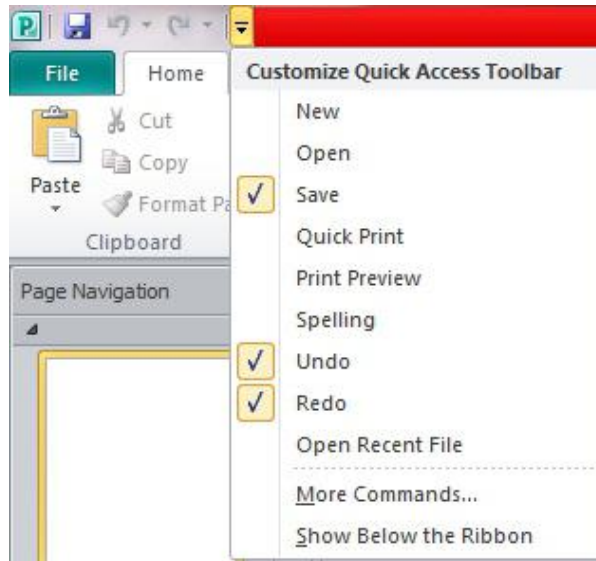 P
File Home Customize Quick Access Toolbar
Paste
Cut
Copy
Format Pa
Clipboard
Page Navigation
New
Open
Save
Quick Print
Print Preview
Spelling
Undo
Redo
Open Recent File
More Commands...
Show Below the Ribbon